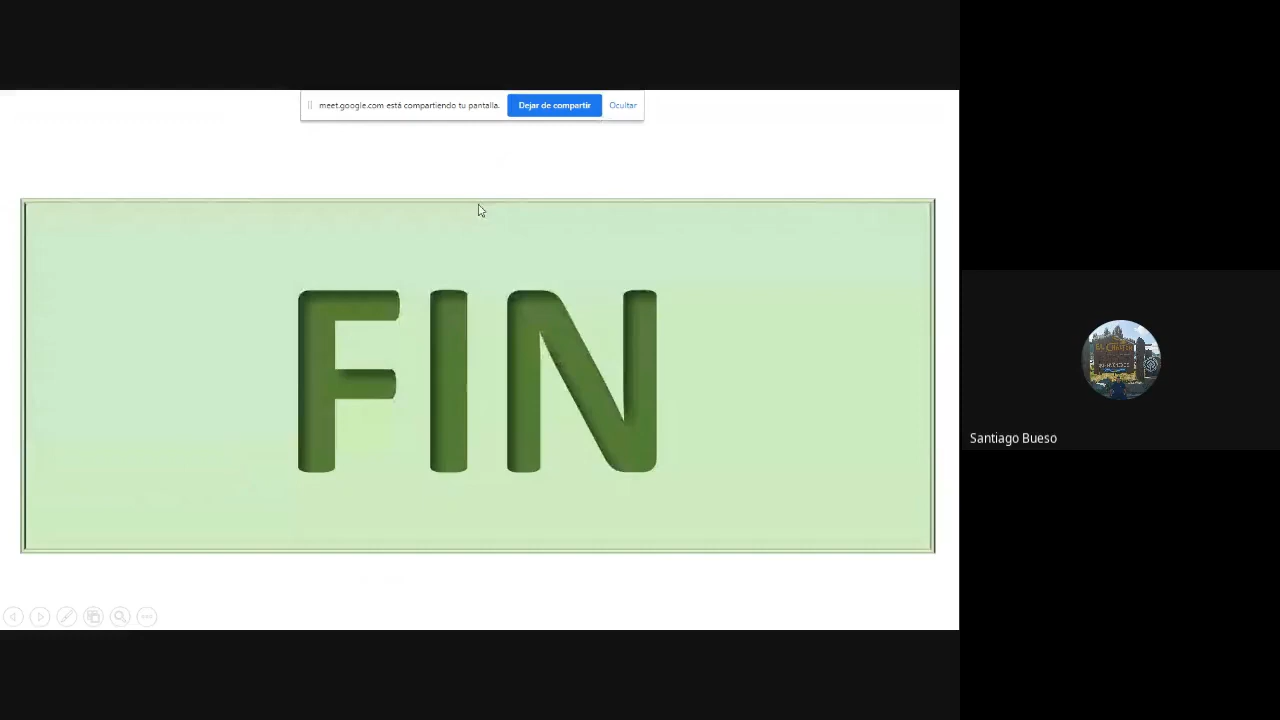 meet.google.com está compartiendo tu pantalla.
Dejar de compartir
Ocultar
FIN
Santiago Bueso